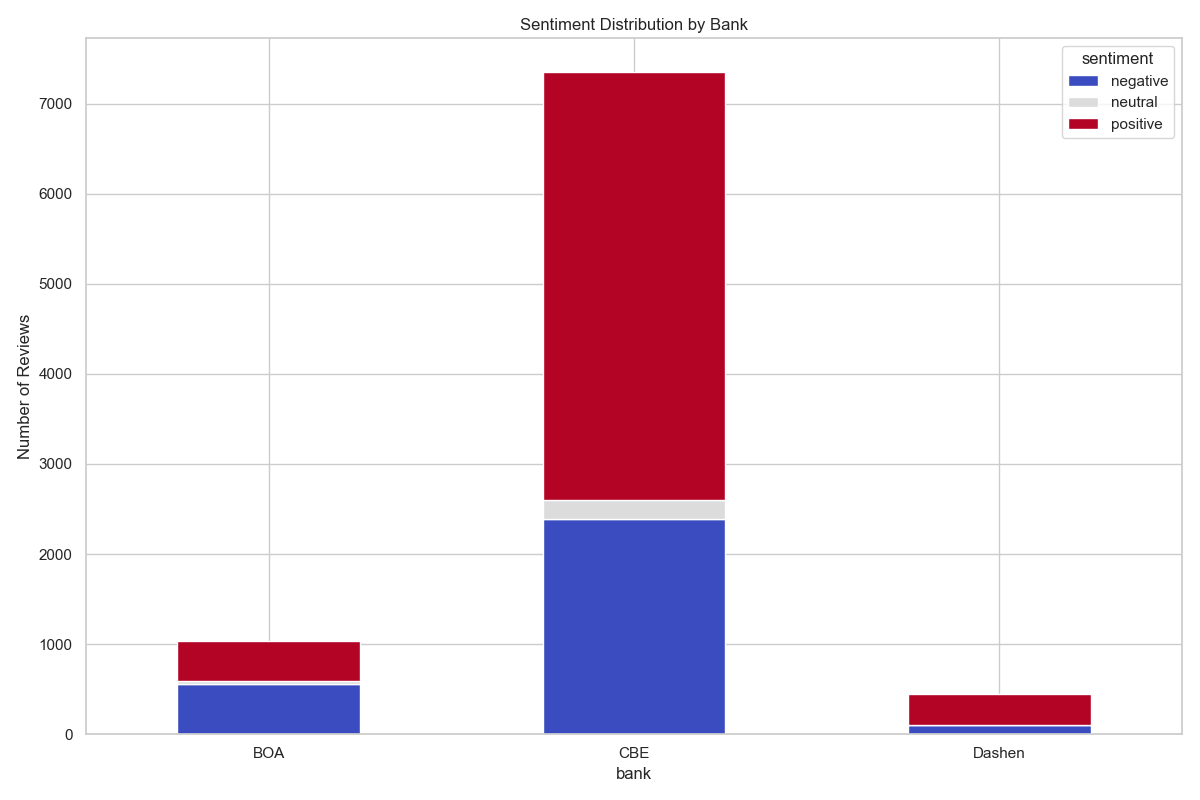 Sentiment Distribution by Bank
sentiment
negative
neutral
positive
7000
6000
5000
4000
3000
2000
1000
0
Number of Reviews
BOA
CBE
Dashen
bank